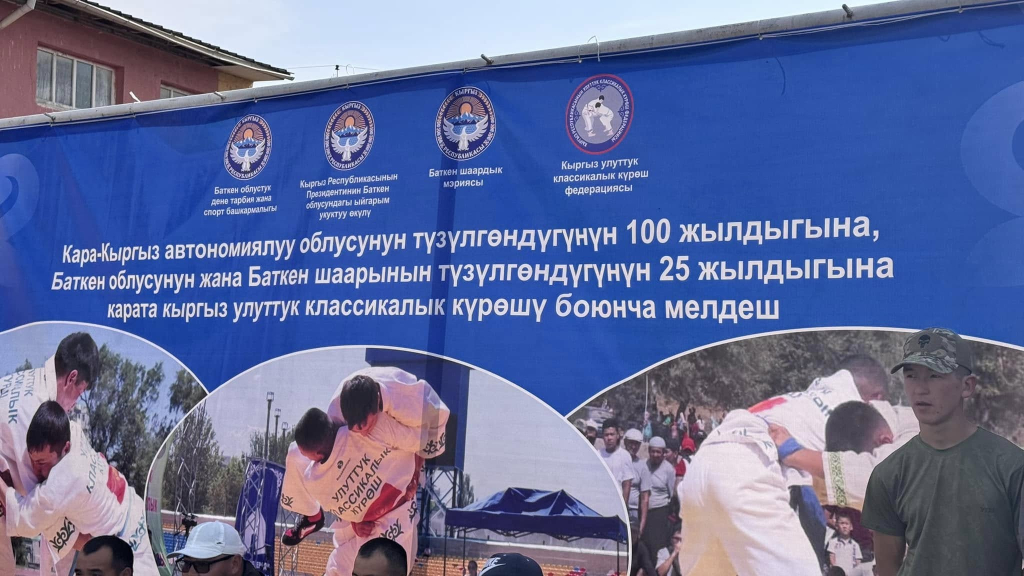 Баткен облустук
дене тарбия жана
спорт башкармалыгы
Кыргыз Республикасынын
Президентинин Баткен
облусундагы ыйгарым
укуктуу өкүлү
Баткен шаардык
мэриясы
Кыргыз улуттук
классикалык күрөш
федерациясы
Кара-Кыргыз автономиялуу облусунун түзүлгөндүгүнүн 100 жылдыгына,
Баткен облусунун жана Баткен шаарынын түзүлгөндүгүнүн 25 жылдыгына
карата кыргыз улуттук классикалык күрөшү боюнча мелдеш
УЛУТТУК
КЛАССИКАЛЫК
КҮРӨШ